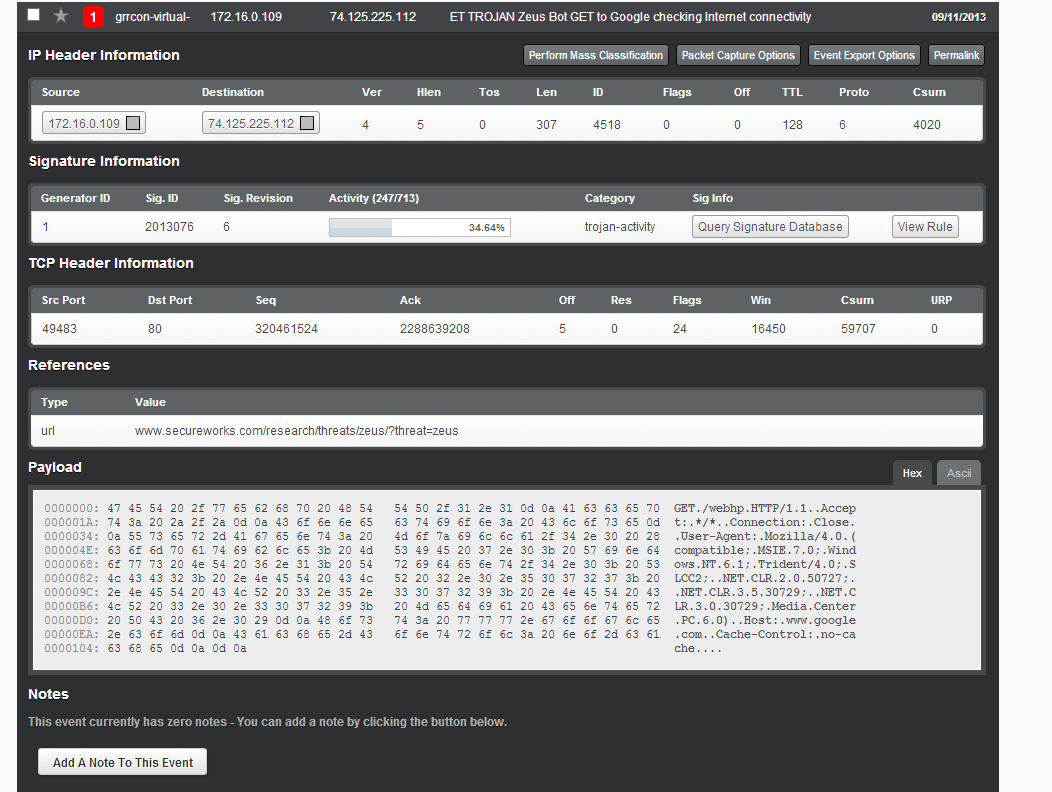 1 grrcon-virtual- 172.16.0.109 74.125.225.112 ET TROJAN Zeus Bot GET to Google checking Internet connectivity 09/11/2013
IP Header Information Perform Mass Classification Packet Capture Options Event Export Options Permalink
Source Destination Ver Hlen Tos Len ID Flags Off TTL Proto Csum
172.16.0.109 74.125.225.112 4 5 0 307 4518 0 0 128 6 4020
Signature Information
Generator ID Sig. ID Sig. Revision Activity (247/713) Category Sig Info
1 2013076 6 34.64% trojan-activity Query Signature Database View Rule
TCP Header Information
Src Port Dst Port Seq Ack Off Res Flags Win Csum URP
49483 80 320461524 2288639208 5 0 24 16450 59707 0
References
Type Value
url www.secureworks.com/research/threats/zeus/?threat=zeus
Payload Hex Ascii
0000000: 47 45 54 20 2f 77 65 62 68 70 20 48 54 54 50 2f 31 2e 31 0d 0a 41 63 63 65 70 GET./webhp.HTTP/1.1..Accep
000001A: 74 3a 20 2a 2f 2a 0d 0a 43 6f 6e 6e 65 63 74 69 6f 6e 3a 20 43 6c 6f 73 65 0d t:.*/*..Connection:.Close.
0000034: 0a 55 73 65 72 2d 41 67 65 6e 74 3a 20 4d 6f 7a 69 6c 6c 61 2f 34 2e 30 20 28 .User-Agent:.Mozilla/4.0.(
000004E: 63 6f 6d 70 61 74 69 62 6c 65 3b 20 4d 53 49 45 20 37 2e 30 3b 20 57 69 6e 64 compatible;.MSIE.7.0;.Wind
0000068: 6f 77 73 20 4e 54 20 36 2e 31 3b 20 54 72 69 64 65 6e 74 2f 34 2e 30 3b 20 53 ows.NT.6.1;.Trident/4.0;.S
0000082: 4c 43 43 32 3b 20 2e 4e 45 54 20 43 4c 52 20 32 2e 30 2e 35 30 37 32 37 3b 20 LCC2;..NET.CLR.2.0.50727;.
000009C: 2e 4e 45 54 20 43 4c 52 20 33 2e 35 2e 33 30 37 32 39 3b 20 2e 4e 45 54 20 43 .NET.CLR.3.5.30729;..NET.C
00000B6: 4c 52 20 33 2e 30 2e 33 30 37 32 39 3b 20 4d 65 64 69 61 20 43 65 6e 74 65 72 LR.3.0.30729;.Media.Center
00000D0: 20 50 43 20 36 2e 30 29 0d 0a 48 6f 73 74 3a 20 77 77 77 2e 67 6f 6f 67 6c 65 .PC.6.0)..Host:.www.google
00000EA: 2e 63 6f 6d 0d 0a 43 61 63 68 65 2d 43 6f 6e 74 72 6f 6c 3a 20 6e 6f 2d 63 61 .com..Cache-Control:.no-ca
0000104: 63 68 65 0d 0a 0d 0a che....
Notes
This event currently has zero notes - You can add a note by clicking the button below.
Add A Note To This Event